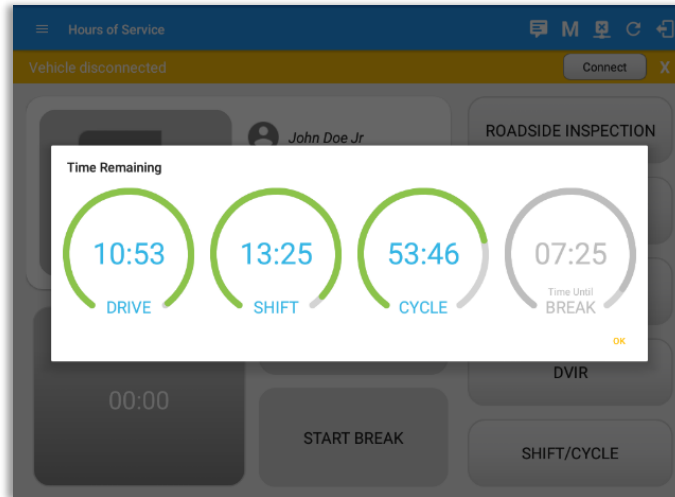 Hours of Service
M
Vehicle disconnected
Connect
X
John Doe Jr
ROADSIDE INSPECTION
Time Remaining
10:53
DRIVE
13:25
SHIFT
53:46
CYCLE
07:25
Time Until
BREAK
OK
00:00
DVIR
START BREAK
SHIFT/CYCLE